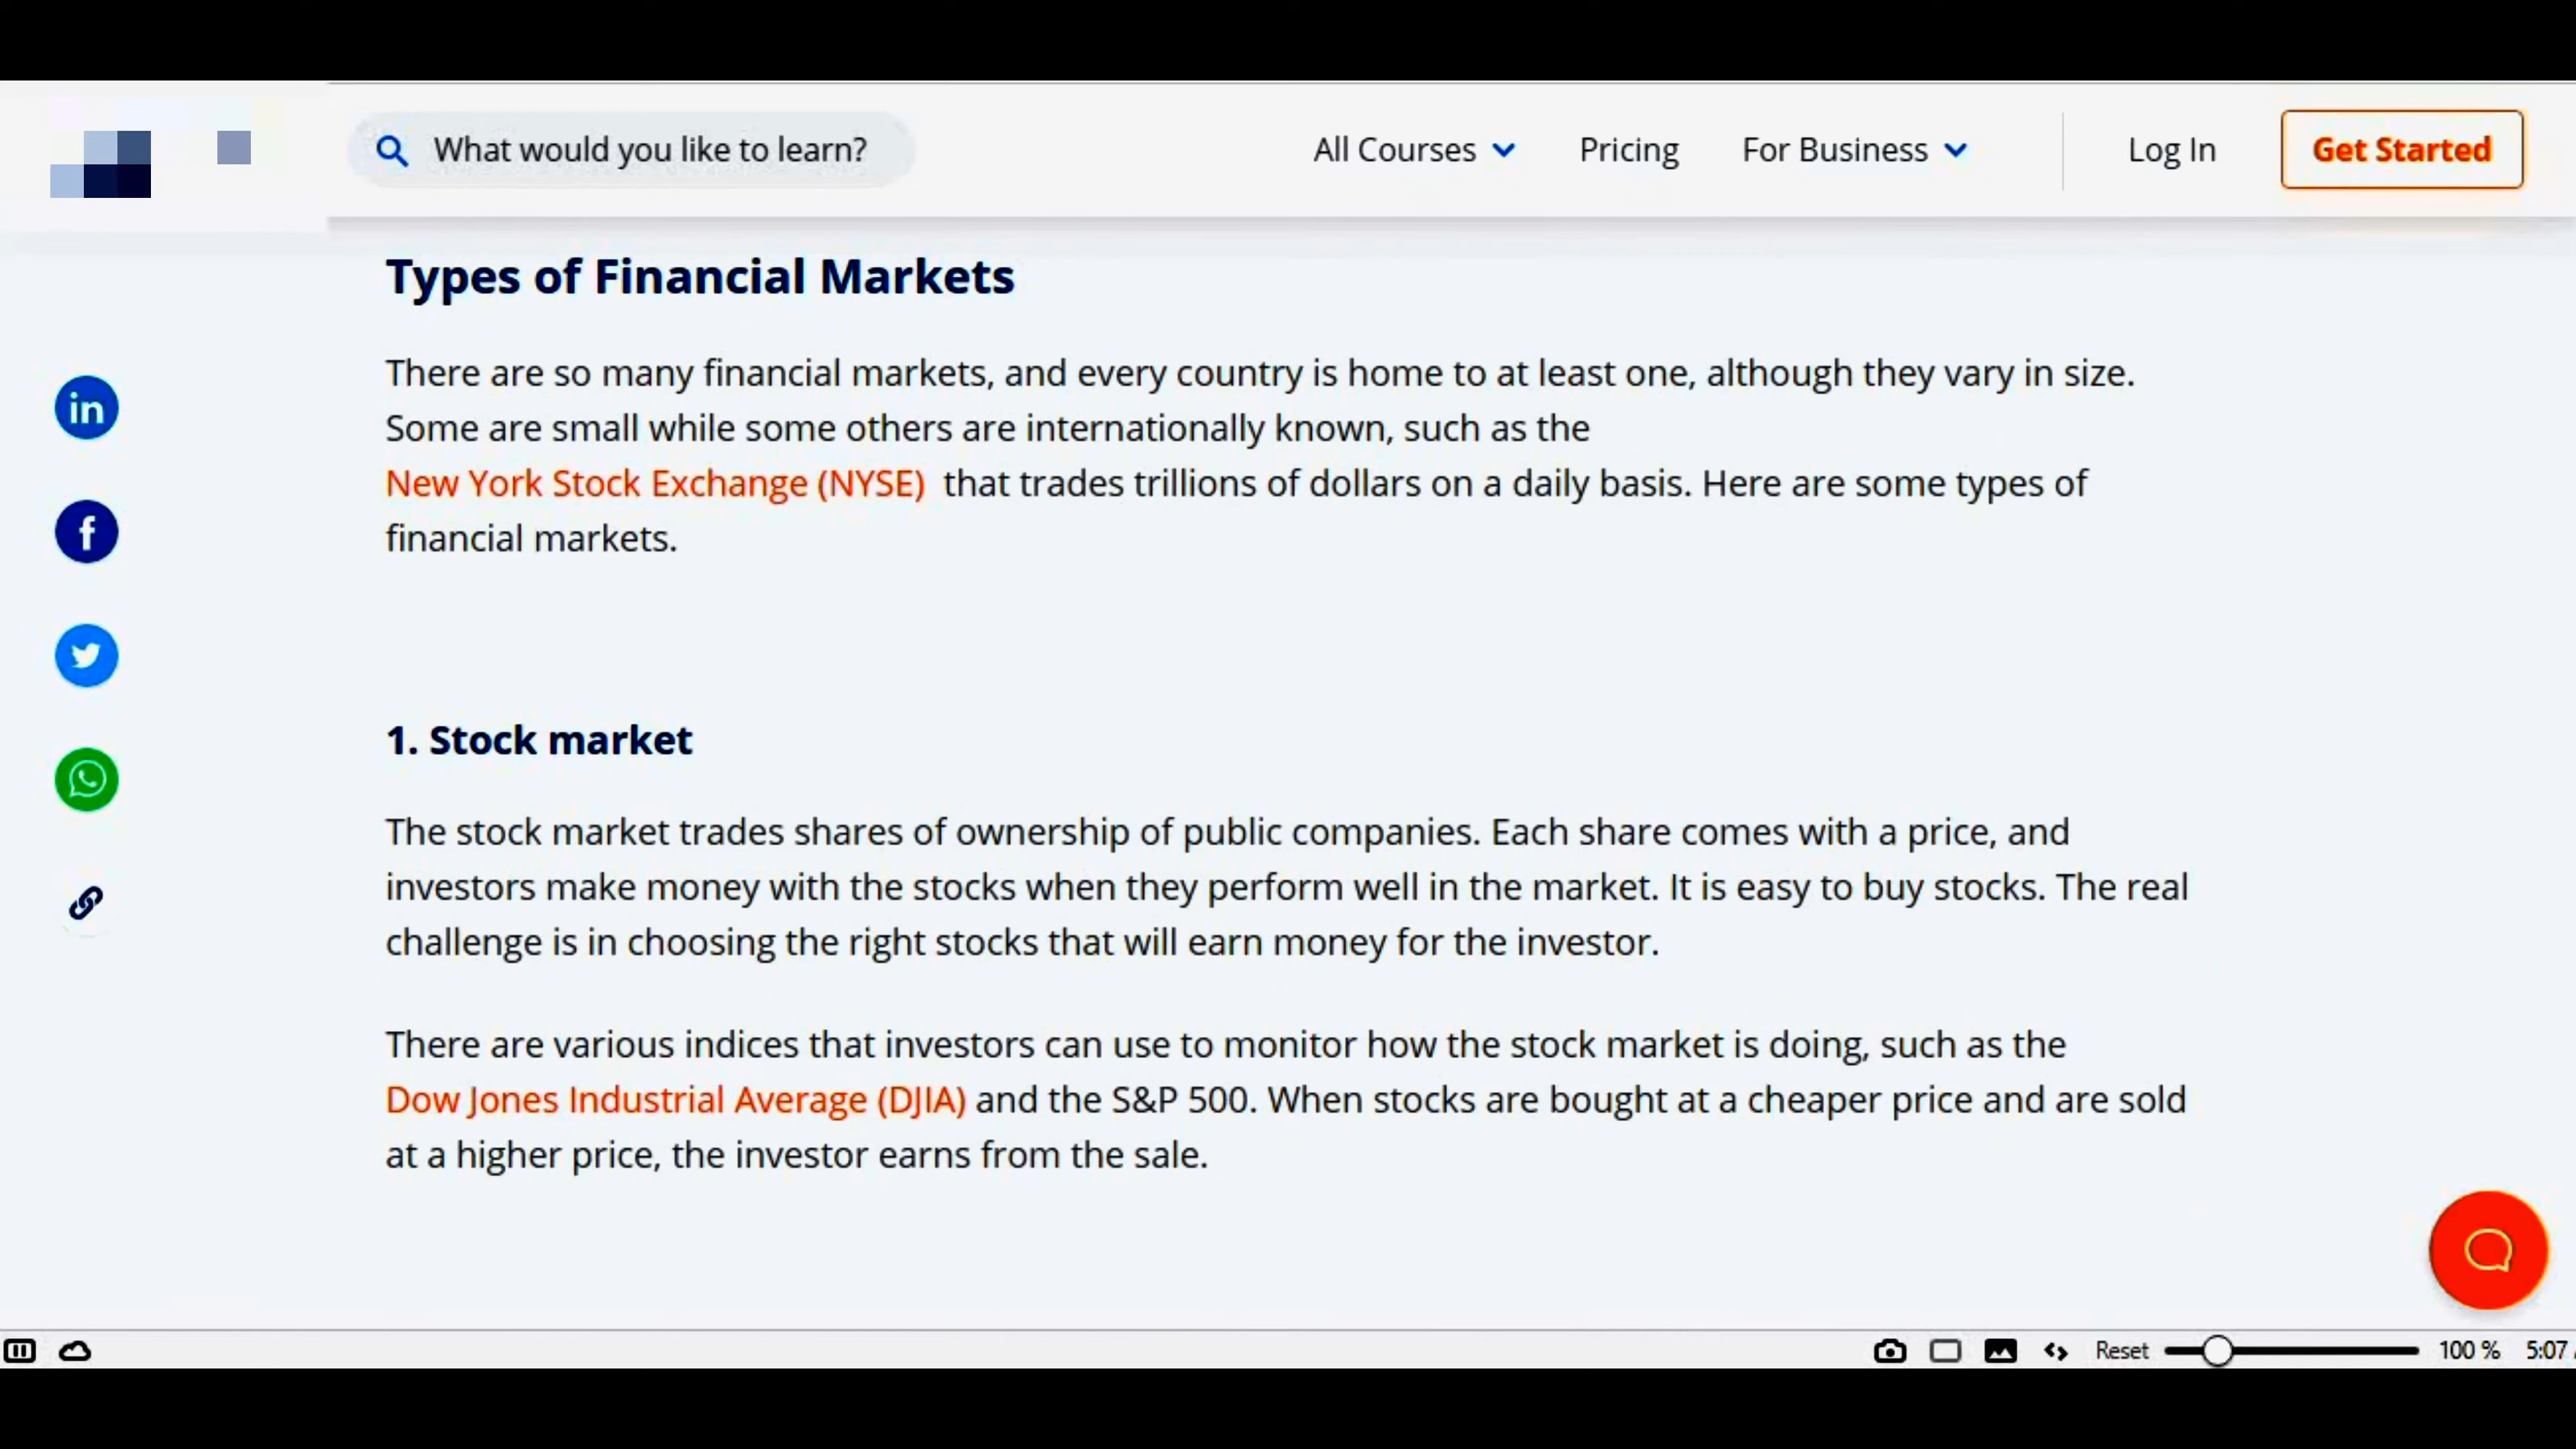 What would you like to learn?
All Courses
Pricing
For Business
Log In
Get Started
Types of Financial Markets
There are so many financial markets, and every country is home to at least one, although they vary in size.
Some are small while some others are internationally known, such as the
New York Stock Exchange (NYSE) that trades trillions of dollars on a daily basis. Here are some types of
financial markets.
1. Stock market
The stock market trades shares of ownership of public companies. Each share comes with a price, and
investors make money with the stocks when they perform well in the market. It is easy to buy stocks. The real
challenge is in choosing the right stocks that will earn money for the investor.
There are various indices that investors can use to monitor how the stock market is doing, such as the
Dow Jones Industrial Average (DJIA) and the S&P 500. When stocks are bought at a cheaper price and are sold
at a higher price, the investor earns from the sale.
Reset
100 %
5:07